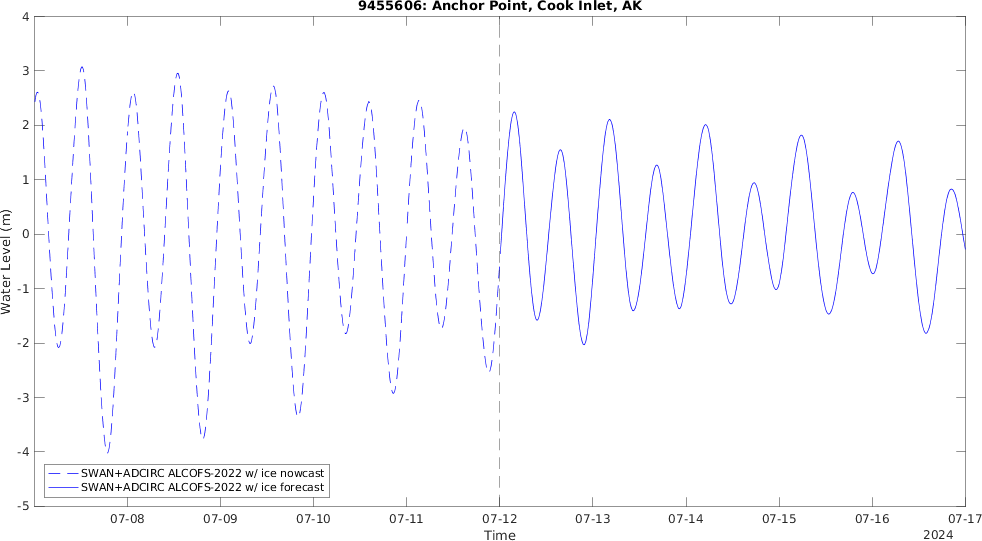 9455606: Anchor Point, Cook Inlet, AK
4
3
2
1
0
-1
-2
-3
-4
-5
Water Level (m)
SWAN+ADCIRC ALCOFS-2022 w/ ice nowcast
SWAN+ADCIRC ALCOFS-2022 w/ ice forecast
07-08 07-09 07-10 07-11 07-12 07-13 07-14 07-15 07-16 07-17
Time
2024